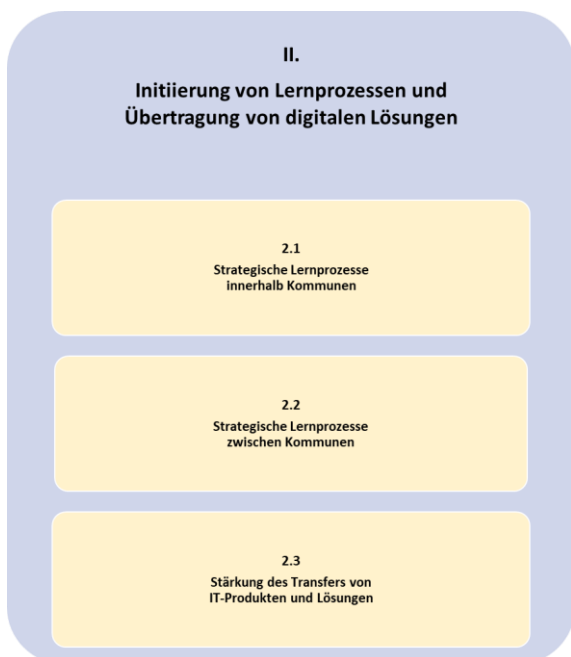 II.
Initiierung von Lernprozessen und
Übertragung von digitalen Lösungen
2.1
Strategische Lernprozesse
innerhalb Kommunen
2.2
Strategische Lernprozesse
zwischen Kommunen
2.3
Stärkung des Transfers von
IT-Produkten und Lösungen